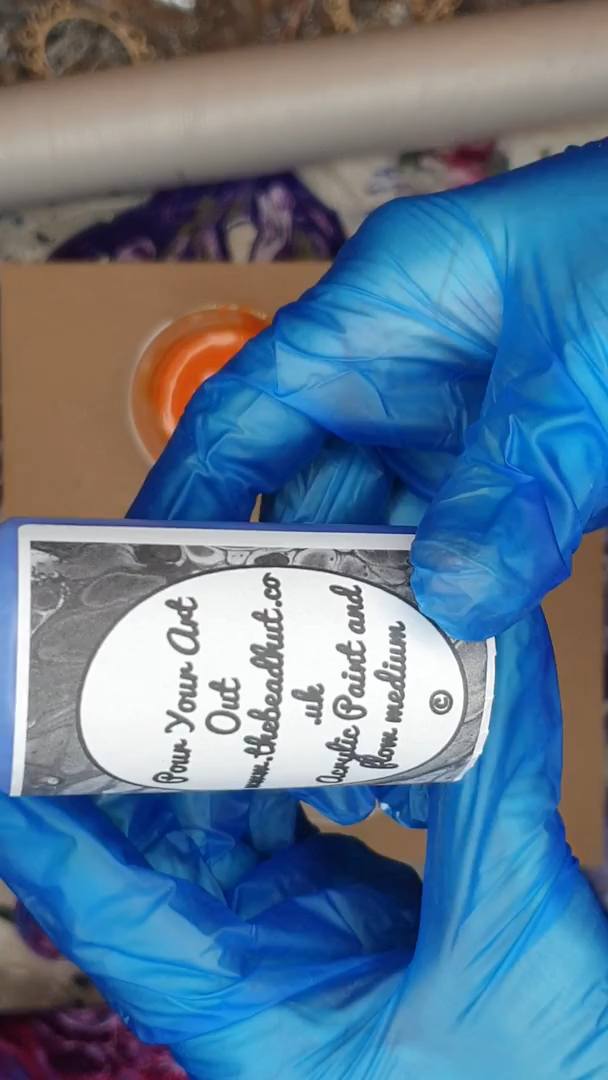 Pour Your Art
Out
www.thebeadhut.co
.uk
Acrylic Paint and
flow medium
©